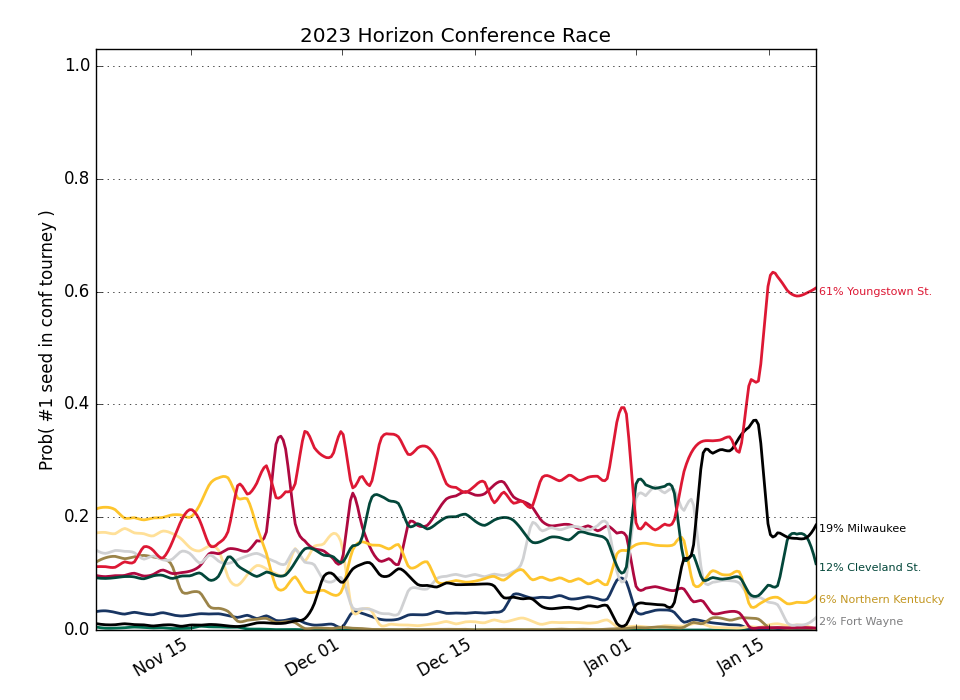 2023 Horizon Conference Race
Prob( #1 seed in conf tourney )
1.0
0.8
0.6
0.4
0.2
0.0
Nov 15
Dec 01
Dec 15
Jan 01
Jan 15
61% Youngstown St.
19% Milwaukee
12% Cleveland St.
6% Northern Kentucky
2% Fort Wayne